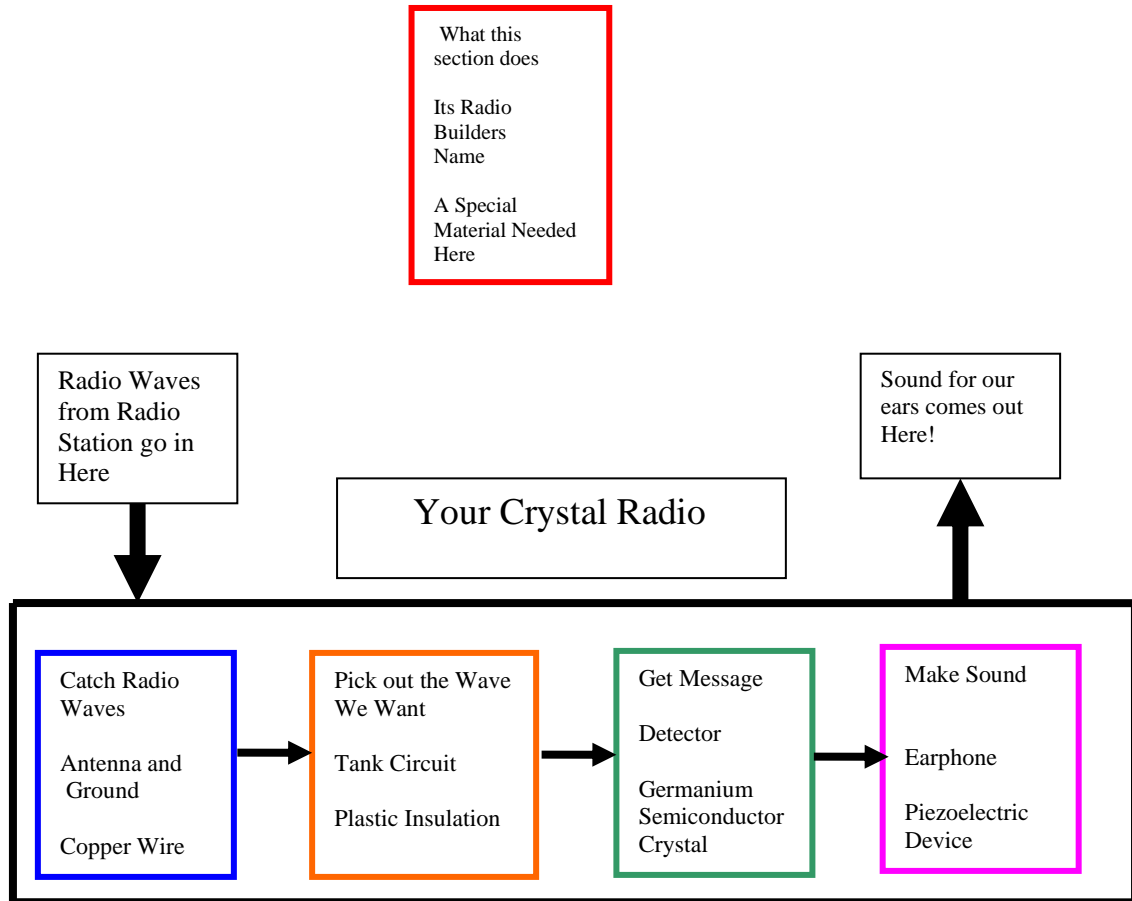 What this
section does
Its Radio
Builders
Name
A Special
Material Needed
Here
Radio Waves
from Radio
Station go in
Here
Sound for our
ears comes out
Here!
Your Crystal Radio
Catch Radio
Waves
Antenna and
Ground
Copper Wire
Pick out the Wave
We Want
Tank Circuit
Plastic Insulation
Get Message
Detector
Germanium
Semiconductor
Crystal
Make Sound
Earphone
Piezoelectric
Device